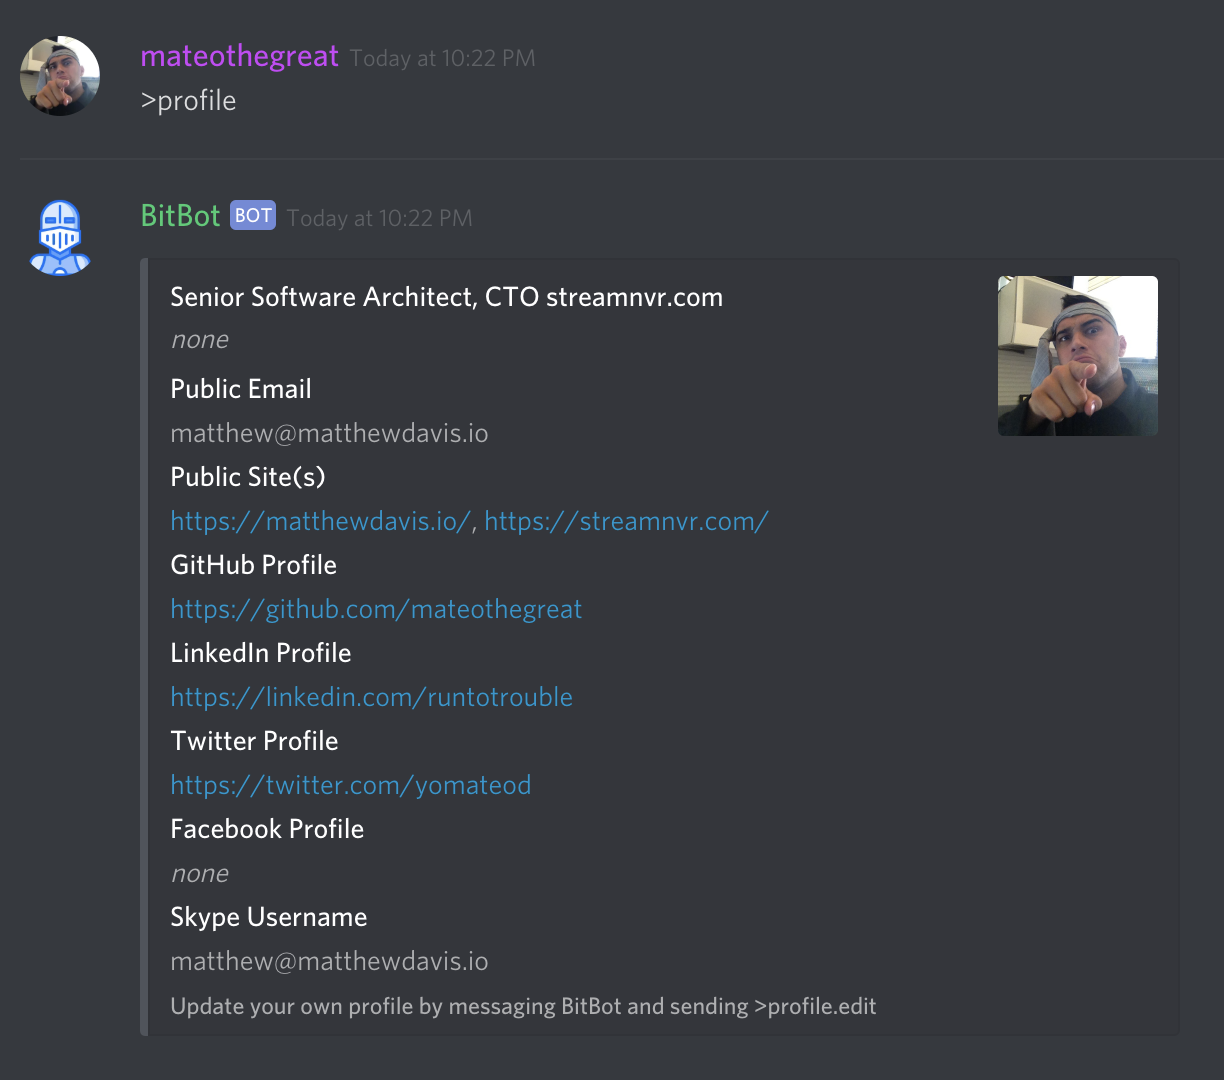 mateothegreat Today at 10:22 PM
>profile
BitBot BOT Today at 10:22 PM
Senior Software Architect, CTO streamnvr.com
none
Public Email
matthew@matthewdavis.io
Public Site(s)
https://matthewdavis.io/, https://streamnvr.com/
GitHub Profile
https://github.com/mateothegreat
LinkedIn Profile
https://linkedin.com/runtotrouble
Twitter Profile
https://twitter.com/yomateod
Facebook Profile
none
Skype Username
matthew@matthewdavis.io
Update your own profile by messaging BitBot and sending >profile.edit